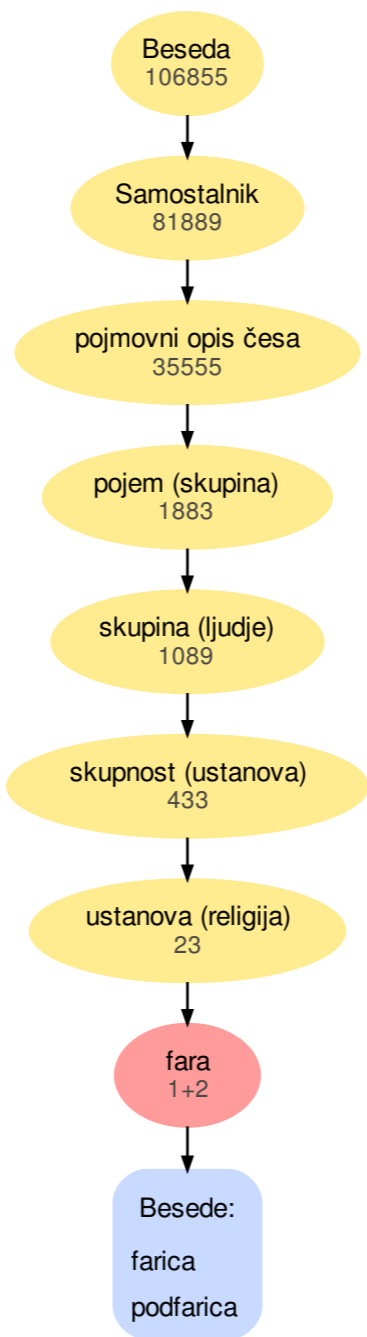 Beseda
106855
Samostalnik
81889
pojmovni opis česa
35555
pojem (skupina)
1883
skupina (ljudje)
1089
skupnost (ustanova)
433
ustanova (religija)
23
fara
1+2
Besede:
farica
podfarica